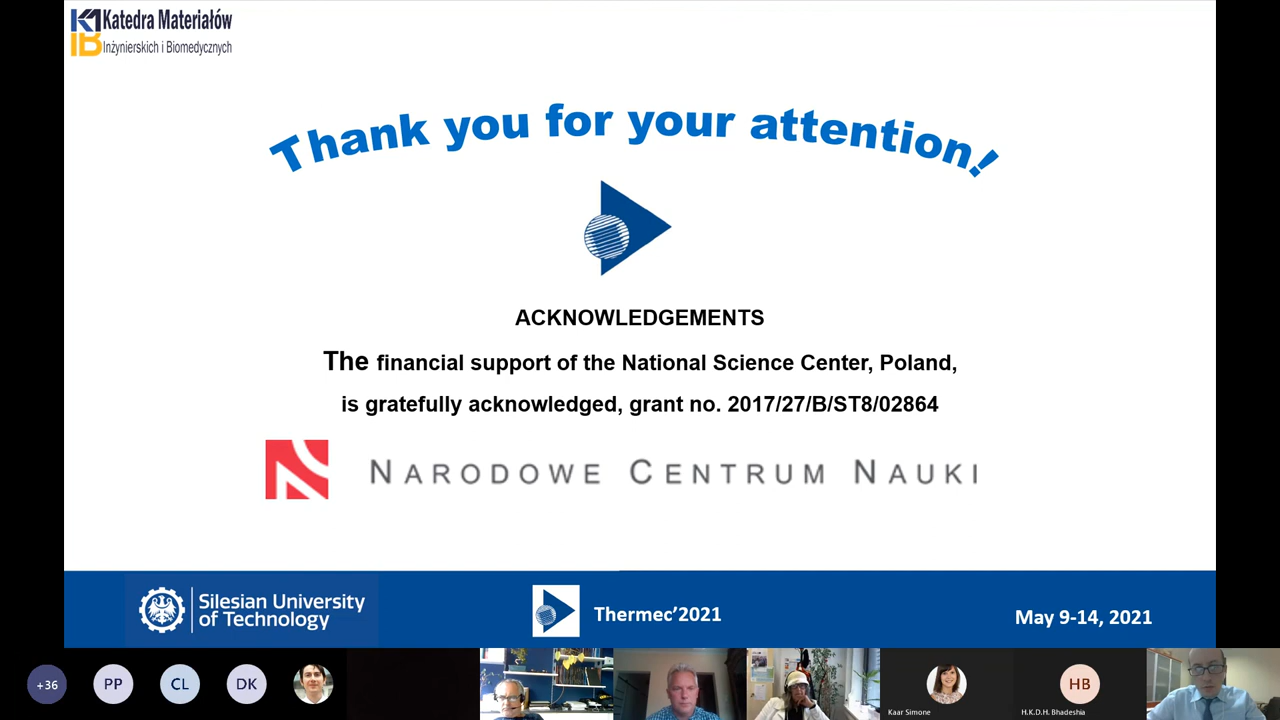 Katedra Materiałów
Inżynierskich i Biomedycznych
Thank you for your attention!
ACKNOWLEDGEMENTS
The financial support of the National Science Center, Poland,
is gratefully acknowledged, grant no. 2017/27/B/ST8/02864
NARODOWE CENTRUM NAUKI
Silesian University
of Technology
Thermec’2021
May 9-14, 2021
+36
PP
CL
DK
HB
Kaar Simone
H.K.D.H. Bhadeshia